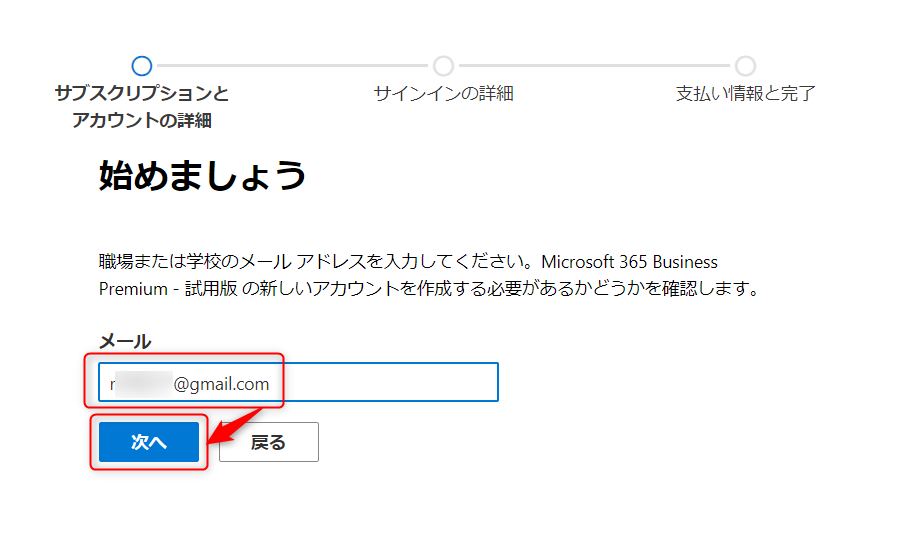 サブスクリプションと
アカウントの詳細
サインインの詳細
支払い情報と完了
始めましょう
職場または学校のメール アドレスを入力してください。Microsoft 365 Business
Premium - 試用版 の新しいアカウントを作成する必要があるかどうかを確認します。
メール
@gmail.com
次へ
戻る